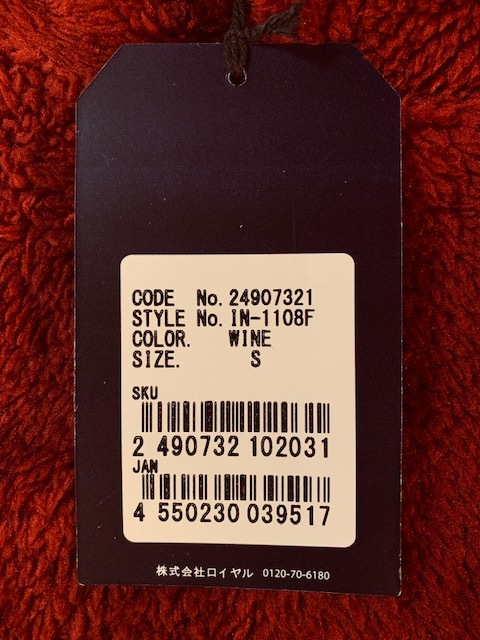 CODE No. 24907321
STYLE No. IN-1108F
COLOR. WINE
SIZE. S
SKU
2 490732 102031
JAN
4 550230 039517
株式会社ロイヤル 0120-70-6180